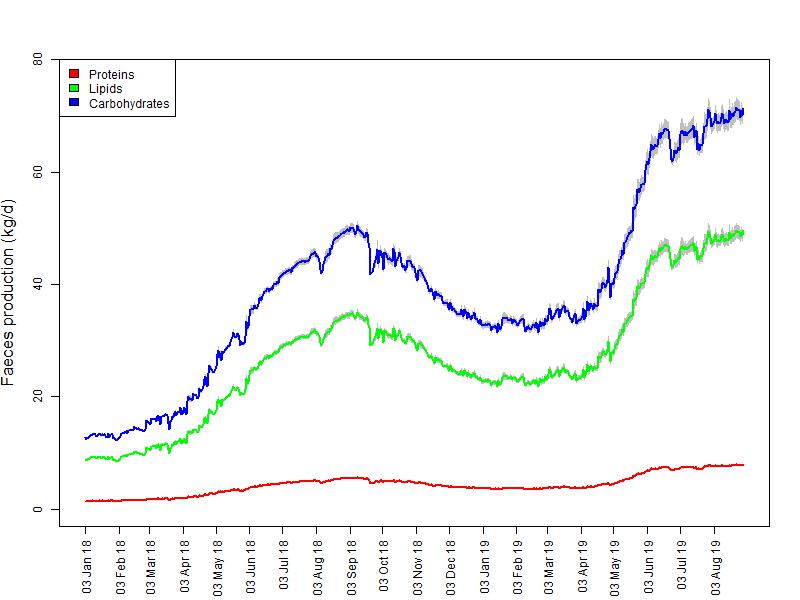 Proteins
Lipids
Carbohydrates
Faeces production (kg/d)
80
60
40
20
0
03 Jan 18
03 Feb 18
03 Mar 18
03 Apr 18
03 May 18
03 Jun 18
03 Jul 18
03 Aug 18
03 Sep 18
03 Oct 18
03 Nov 18
03 Dec 18
03 Jan 19
03 Feb 19
03 Mar 19
03 Apr 19
03 May 19
03 Jun 19
03 Jul 19
03 Aug 19